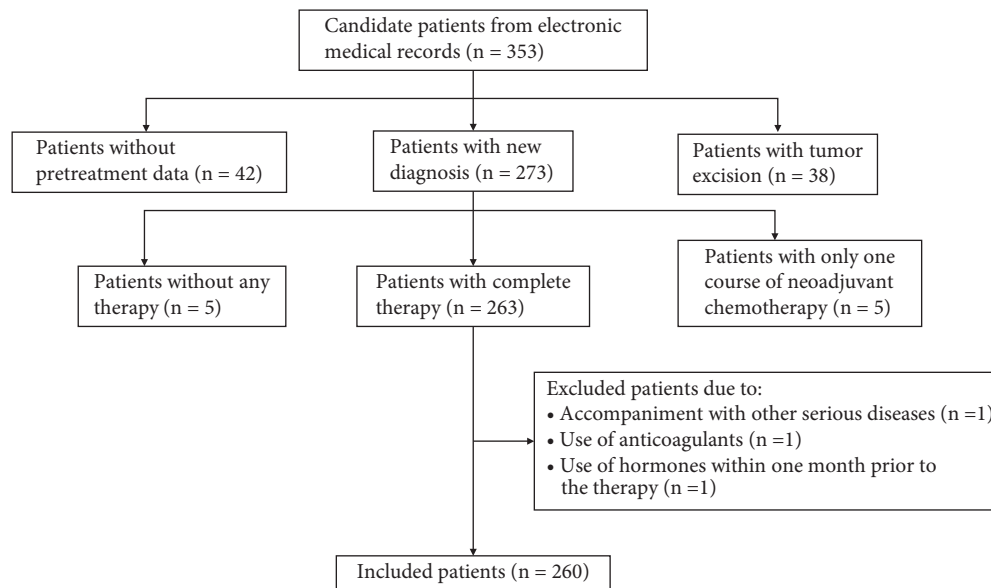 Candidate patients from electronic
medical records (n = 353)
Patients without
pretreatment data (n = 42)
Patients with new
diagnosis (n = 273)
Patients with tumor
excision (n = 38)
Patients without any
therapy (n = 5)
Patients with complete
therapy (n = 263)
Patients with only one
course of neoadjuvant
chemotherapy (n = 5)
Excluded patients due to:
• Accompaniment with other serious diseases (n =1)
• Use of anticoagulants (n =1)
• Use of hormones within one month prior to
the therapy (n =1)
Included patients (n = 260)